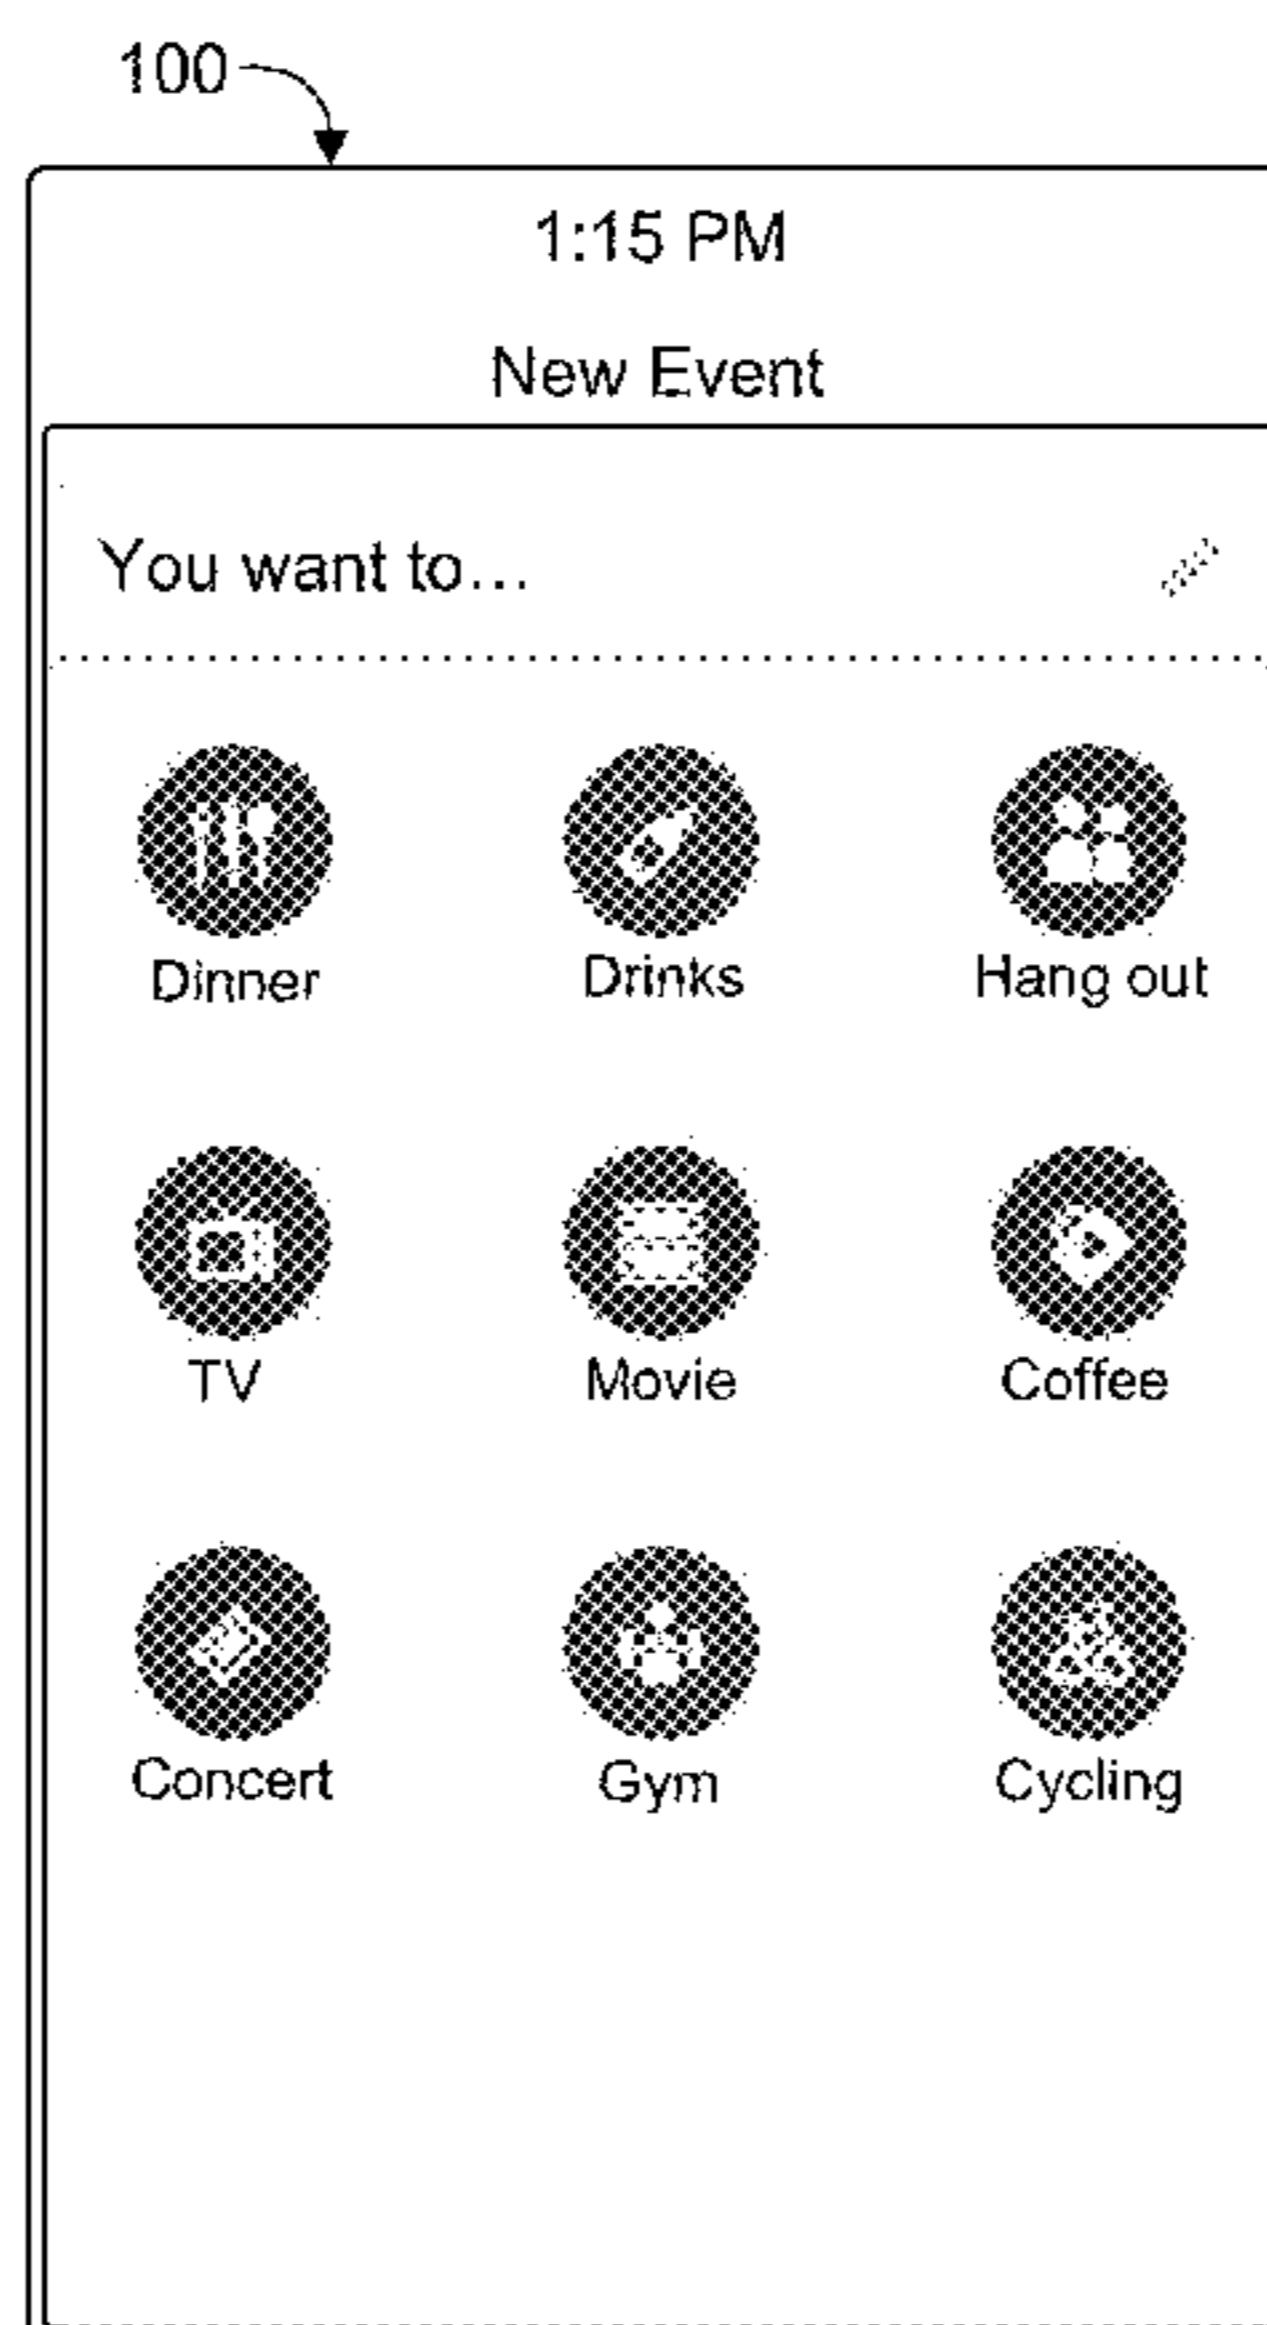 100
1:15 PM
New Event
You want to...
Dinner Drinks Hang out
TV Movie Coffee
Concert Gym Cycling